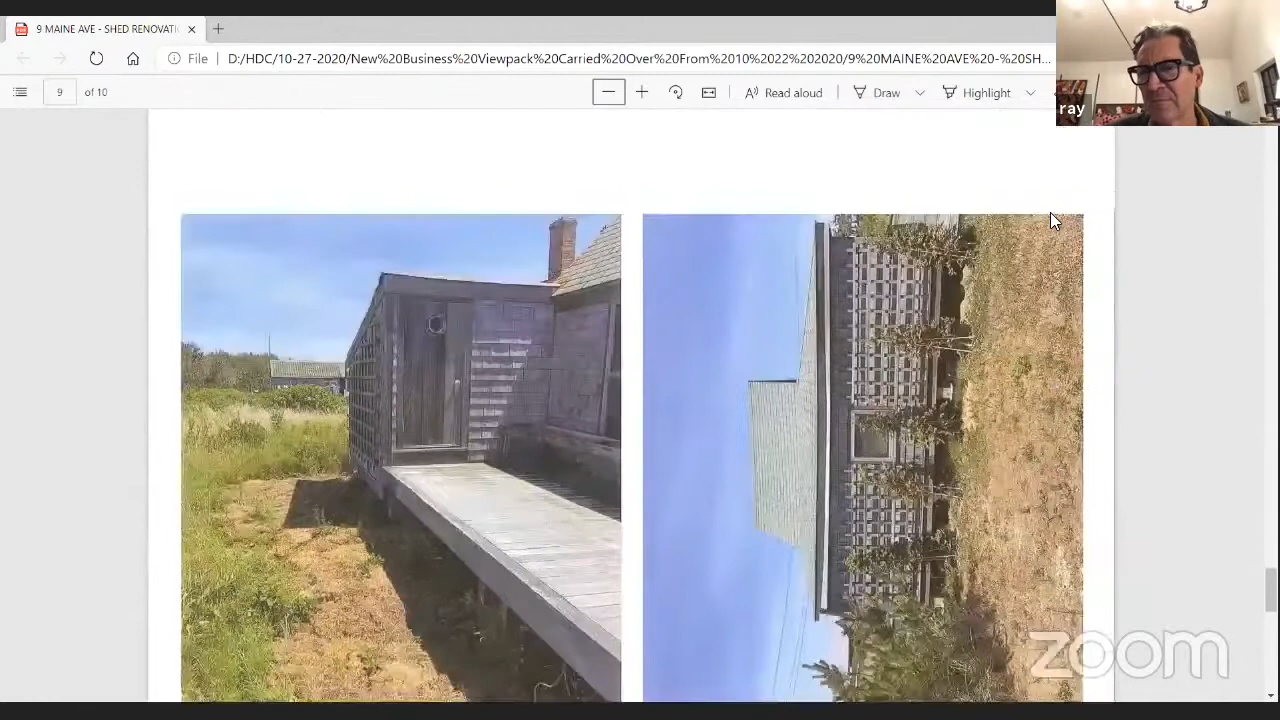 9 MAINE AVE - SHED RENOVATI
File D:/HDC/10-27-2020/New%20Business%20Viewpack%20Carried%20Over%20From%2010%2022%202020/9%20MAINE%20AVE%20-%20SH...
9 of 10
Read aloud
Draw
Highlight
ray
zoom